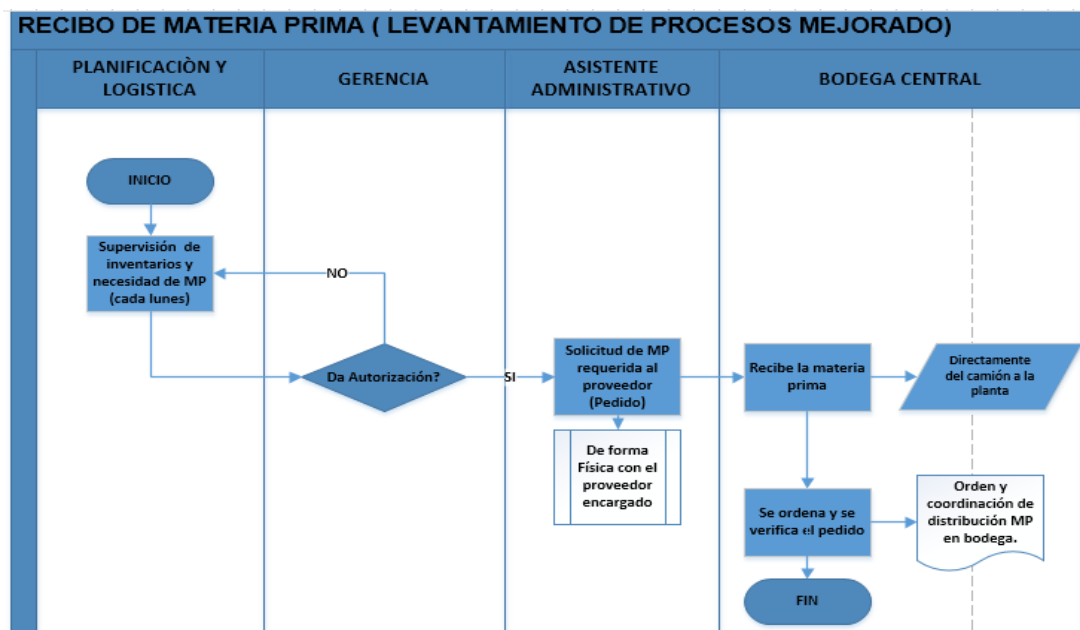 RECIBO DE MATERIA PRIMA ( LEVANTAMIENTO DE PROCESOS MEJORADO)
PLANIFICACIÒN Y
LOGISTICA
GERENCIA
ASISTENTE
ADMINISTRATIVO
BODEGA CENTRAL
INICIO
Supervisión de
inventarios y
necesidad de MP
(cada lunes)
NO
Da Autorización?
SI
Solicitud de MP
requerida al
proveedor
(Pedido)
De forma
Física con el
proveedor
encargado
Recibe la materia
prima
Directamente
del camión a la
planta
Se ordena y se
verifica el pedido
Orden y
coordinación de
distribución MP
en bodega.
FIN